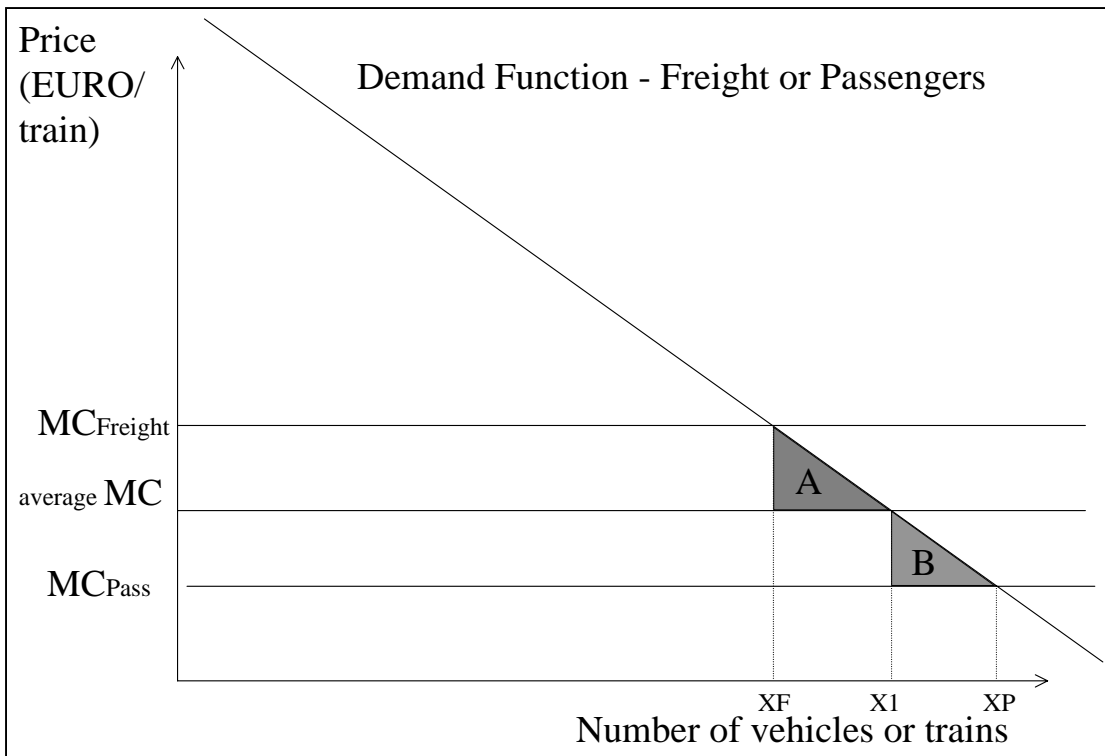 Price
(EURO/
train)
Demand Function - Freight or Passengers
MCFreight
average MC
MCPass
A
B
XF X1 XP
Number of vehicles or trains